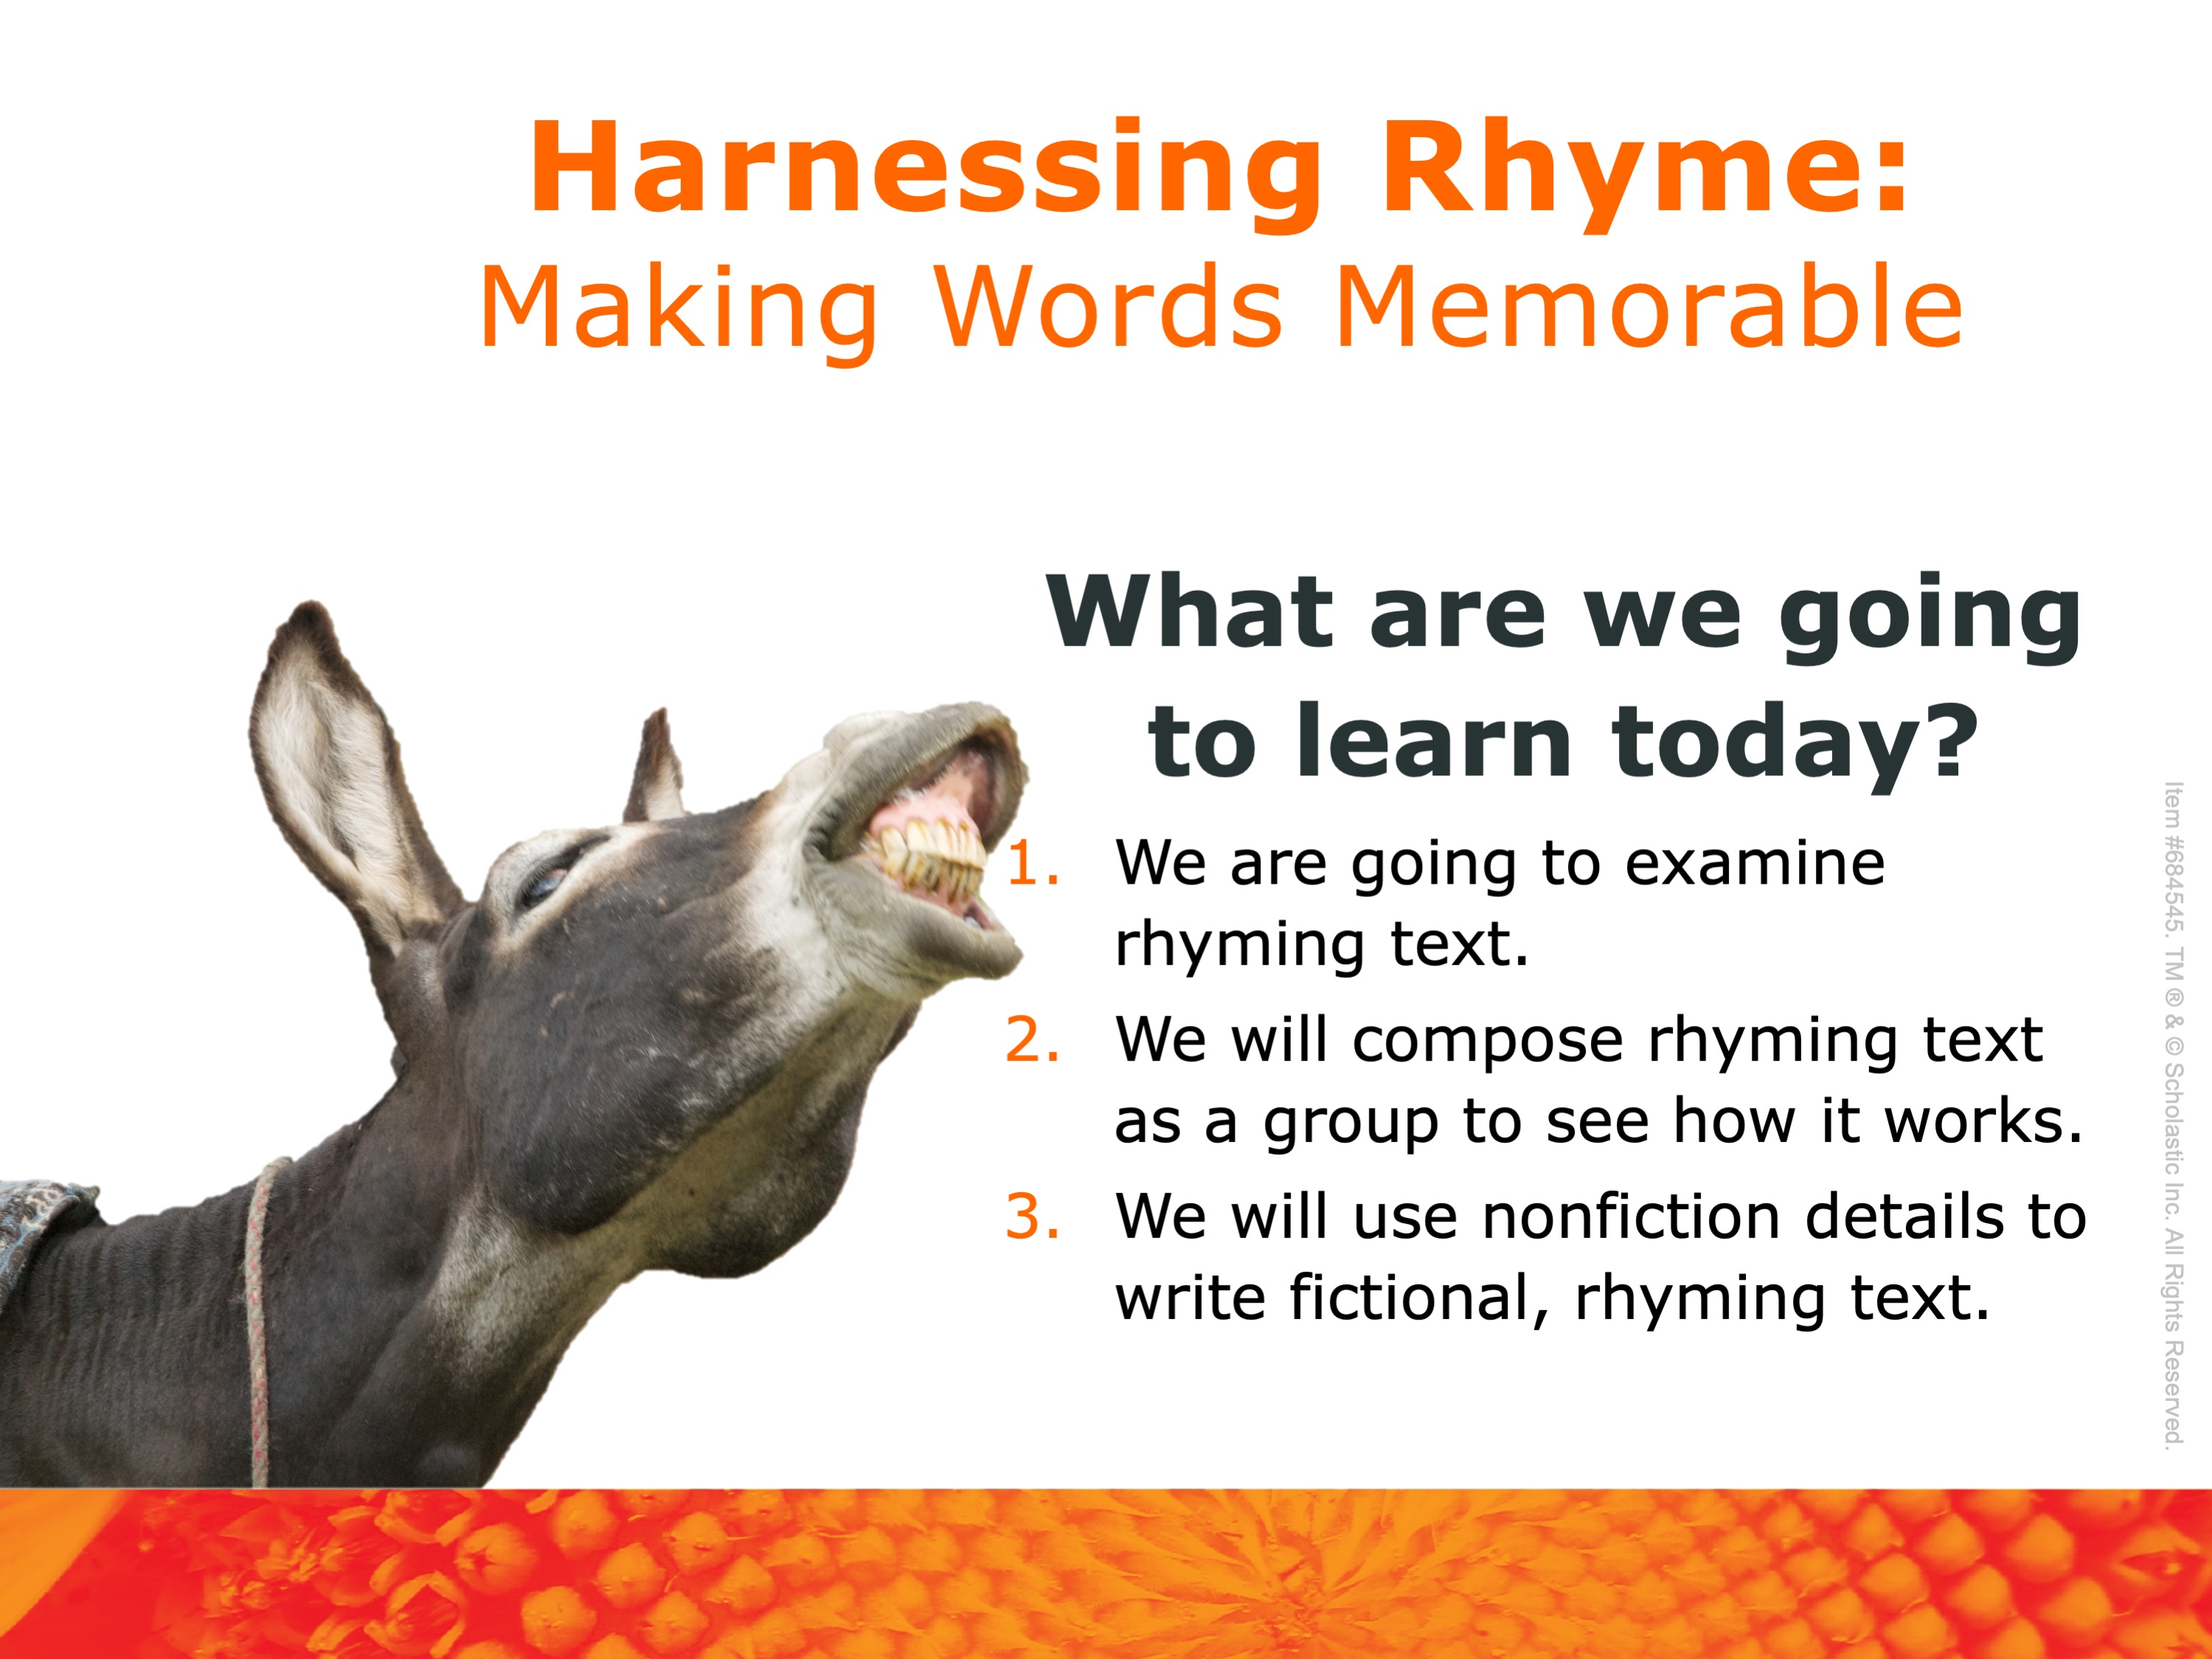 Harnessing Rhyme:
Making Words Memorable
What are we going
to learn today?
1. We are going to examine
rhyming text.
2. We will compose rhyming text
as a group to see how it works.
3. We will use nonfiction details to
write fictional, rhyming text.
Item #68454​5. TM ® & © Scholastic Inc. All Rights Reserved.